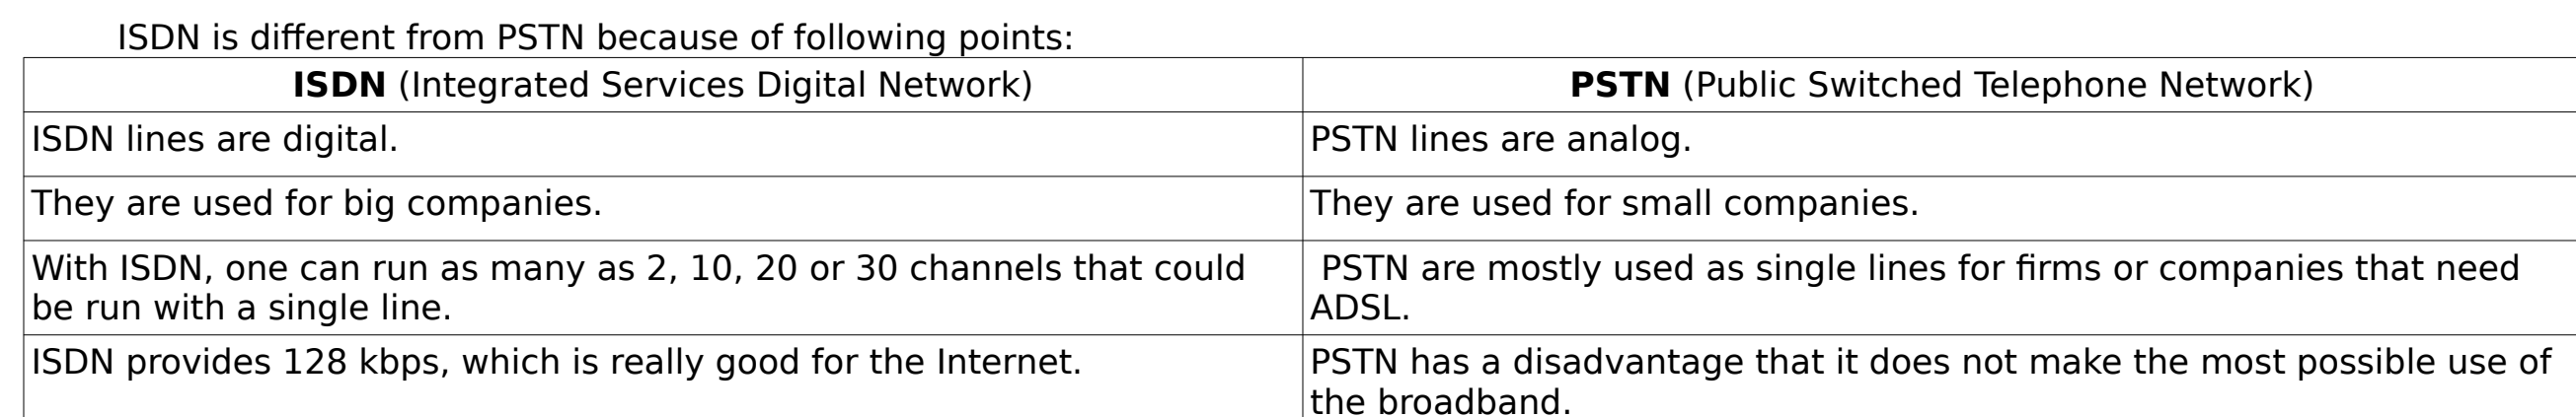 ISDN is different from PSTN because of following points:
ISDN (Integrated Services Digital Network)
PSTN (Public Switched Telephone Network)
ISDN lines are digital.
PSTN lines are analog.
They are used for big companies.
They are used for small companies.
With ISDN, one can run as many as 2, 10, 20 or 30 channels that could
be run with a single line.
PSTN are mostly used as single lines for firms or companies that need
ADSL.
ISDN provides 128 kbps, which is really good for the Internet.
PSTN has a disadvantage that it does not make the most possible use of
the broadband.